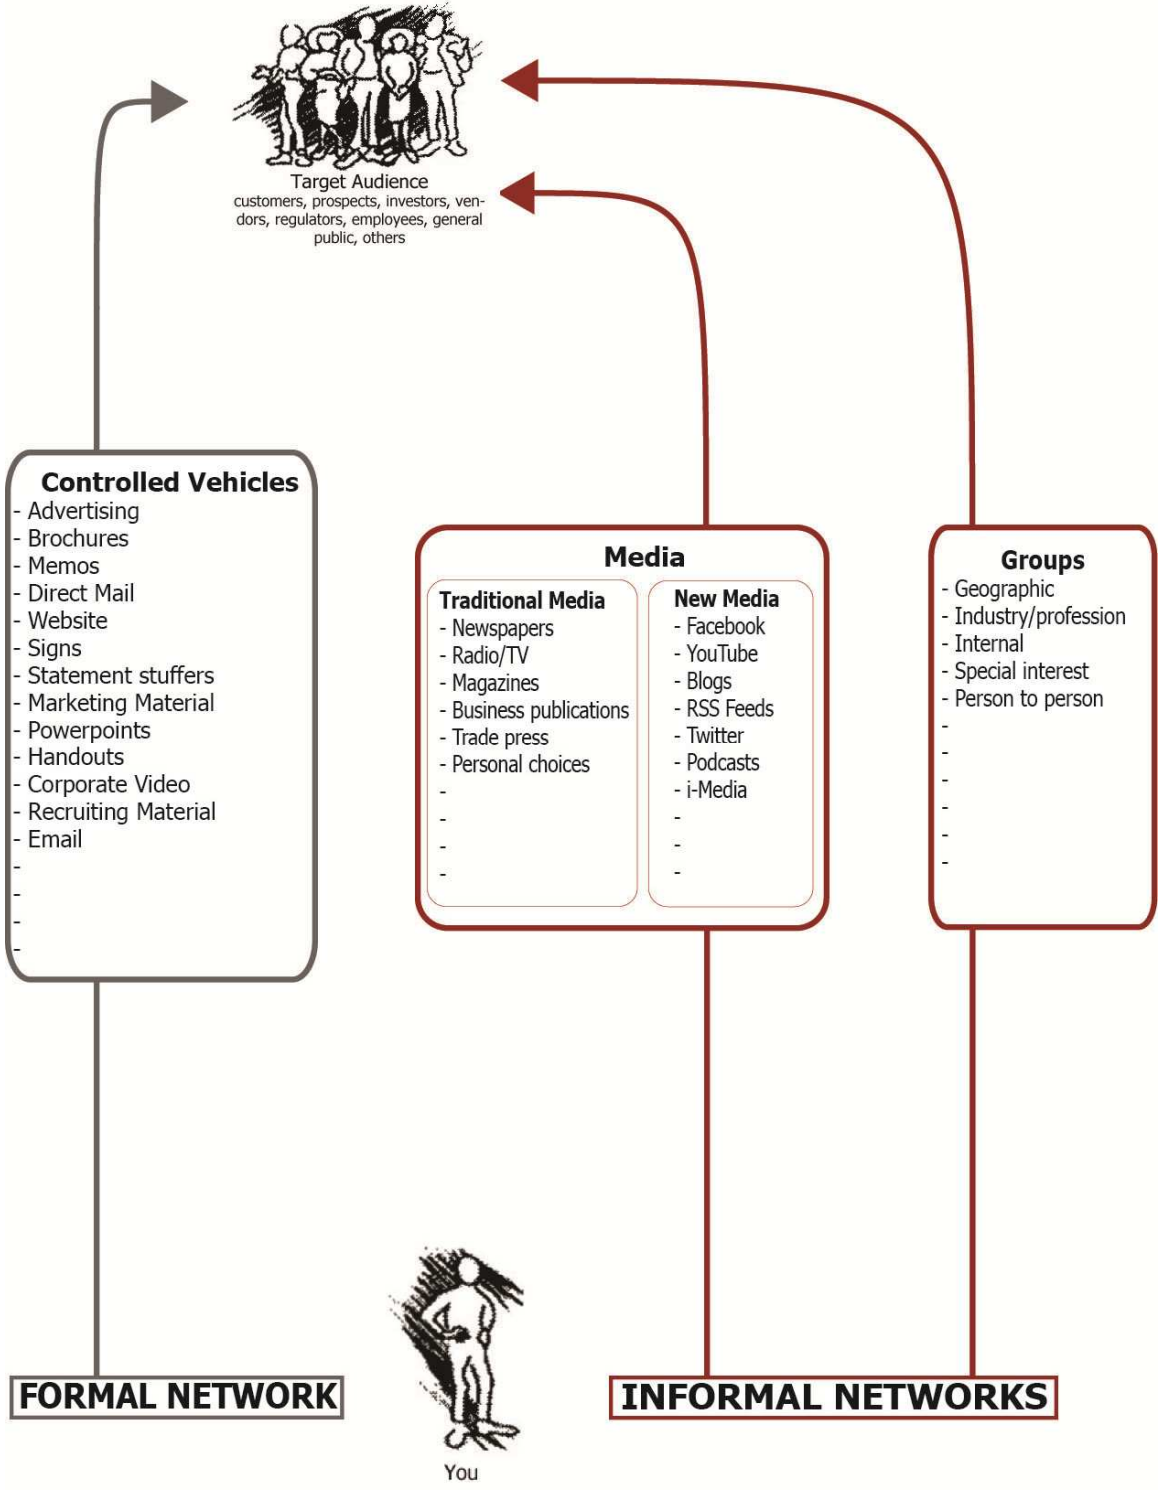 Target Audience
customers, prospects, investors, ven-
dors, regulators, employees, general
public, others
Controlled Vehicles
- Advertising
- Brochures
- Memos
- Direct Mail
- Website
- Signs
- Statement stuffers
- Marketing Material
- Powerpoints
- Handouts
- Corporate Video
- Recruiting Material
- Email
-
-
-
-
Media
Traditional Media
- Newspapers
- Radio/TV
- Magazines
- Business publications
- Trade press
- Personal choices
-
-
-
-
New Media
- Facebook
- YouTube
- Blogs
- RSS Feeds
- Twitter
- Podcasts
- i-Media
-
-
-
Groups
- Geographic
- Industry/profession
- Internal
- Special interest
- Person to person
-
-
-
-
-
-
FORMAL NETWORK
INFORMAL NETWORKS
You